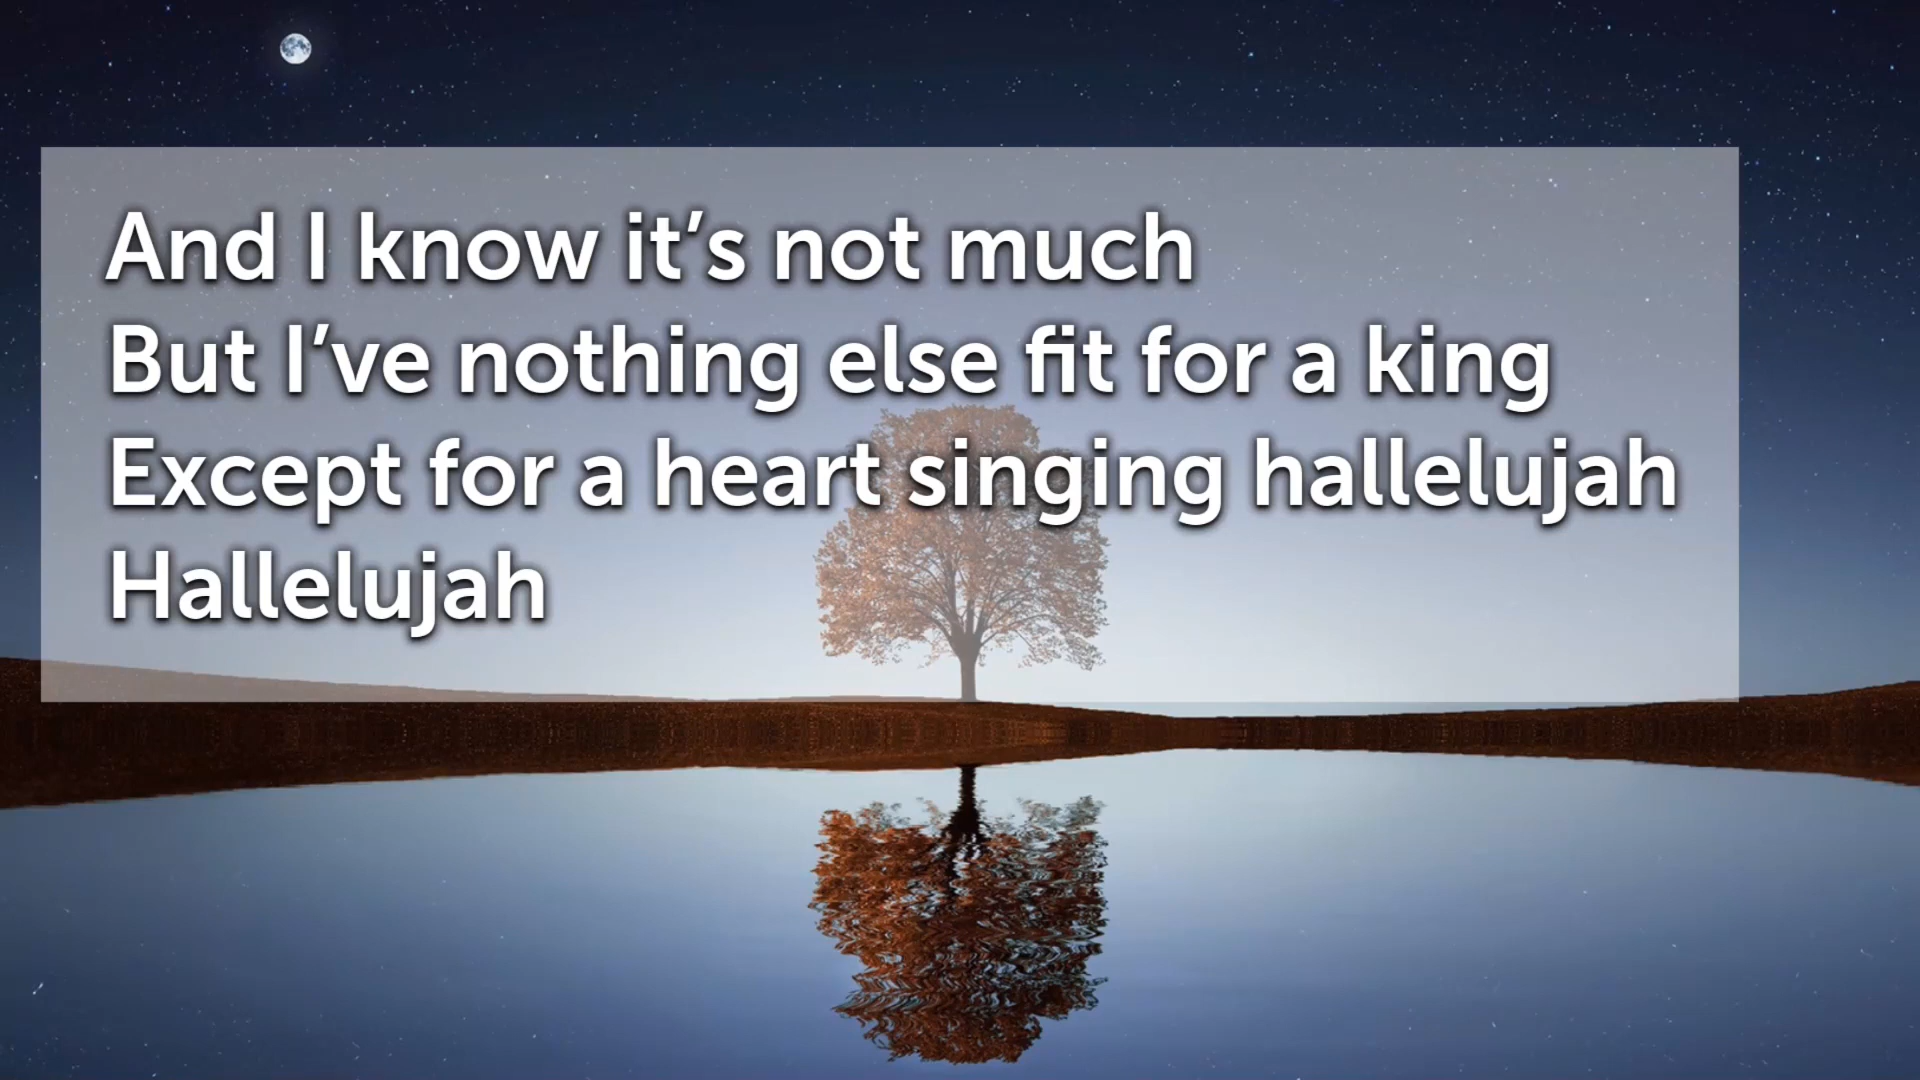 And I know it’s not much
But I’ve nothing else fit for a king
Except for a heart singing hallelujah
Hallelujah